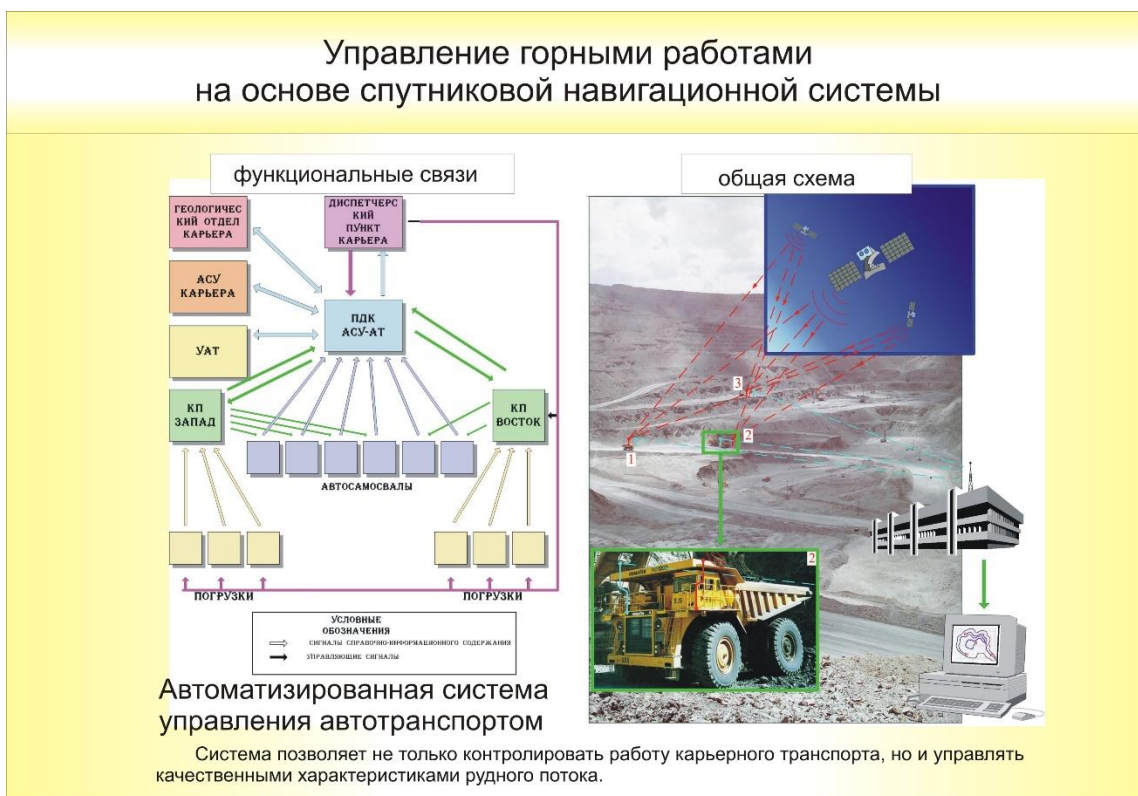 Управление горными работами
на основе спутниковой навигационной системы
функциональные связи
ГЕОЛОГИЧЕС
КИЙ ОТДЕЛ
КАРЬЕРА
ДИСПЕТЧЕРС
КИЙ
ПУНКТ
КАРЬЕРА
АСУ
КАРЬЕРА
ПДК
АСУ-АТ
УАТ
КП
ЗАПАД
КП
ВОСТОК
АВТОСАМОСВАЛЫ
ПОГРУЗКИ
ПОГРУЗКИ
УСЛОВНЫЕ
ОБОЗНАЧЕНИЯ
СИГНАЛЫ СПРАВОЧНО-ИНФОРМАЦИОННОГО СОДЕРЖАНИЯ
УПРАВЛЯЮЩИЕ СИГНАЛЫ
общая схема
3
2
1
2
Автоматизированная система
управления автотранспортом
Система позволяет не только контролировать работу карьерного транспорта, но и управлять
качественными характеристиками рудного потока.